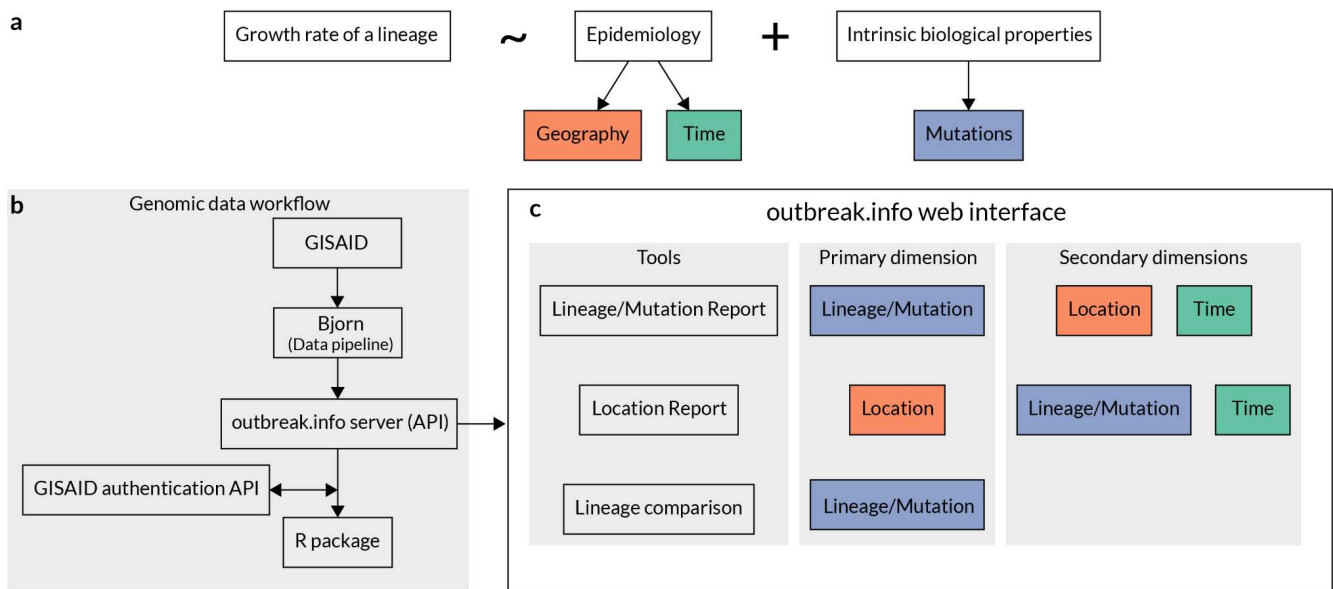 a
Growth rate of a lineage ~ Epidemiology + Intrinsic biological properties
Geography Time Mutations
b
Genomic data workflow
GISAID
Bjorn
(Data pipeline)
outbreak.info server (API)
GISAID authentication API
R package
c
outbreak.info web interface
Tools Primary dimension Secondary dimensions
Lineage/Mutation Report Lineage/Mutation Location Time
Location Report Location Lineage/Mutation Time
Lineage comparison Lineage/Mutation